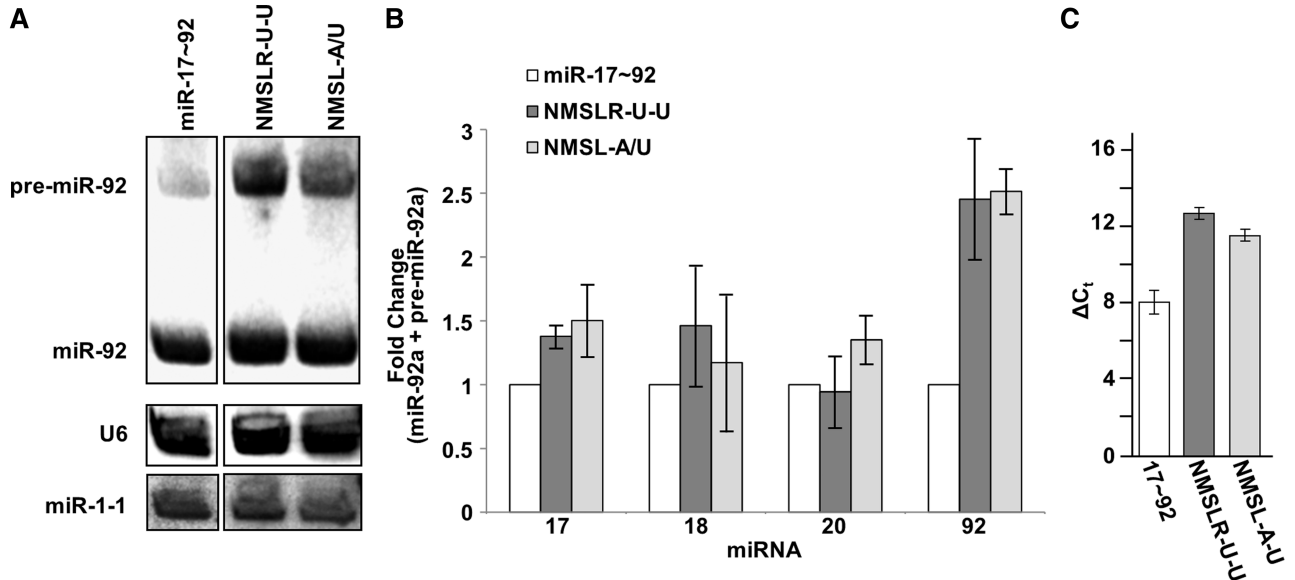 A
miR-17~92
NMSLR-U-U
NMSL-A/U
pre-miR-92
miR-92
U6
miR-1-1
B
miR-17~92
NMSLR-U-U
NMSL-A/U
Fold Change
(miR-92a + pre-miR-92a)
3
2.5
2
1.5
1
0.5
0
17
18
20
92
miRNA
C
ΔCt
16
12
8
4
0
17~92
NMSLR-U-U
NMSL-A-U